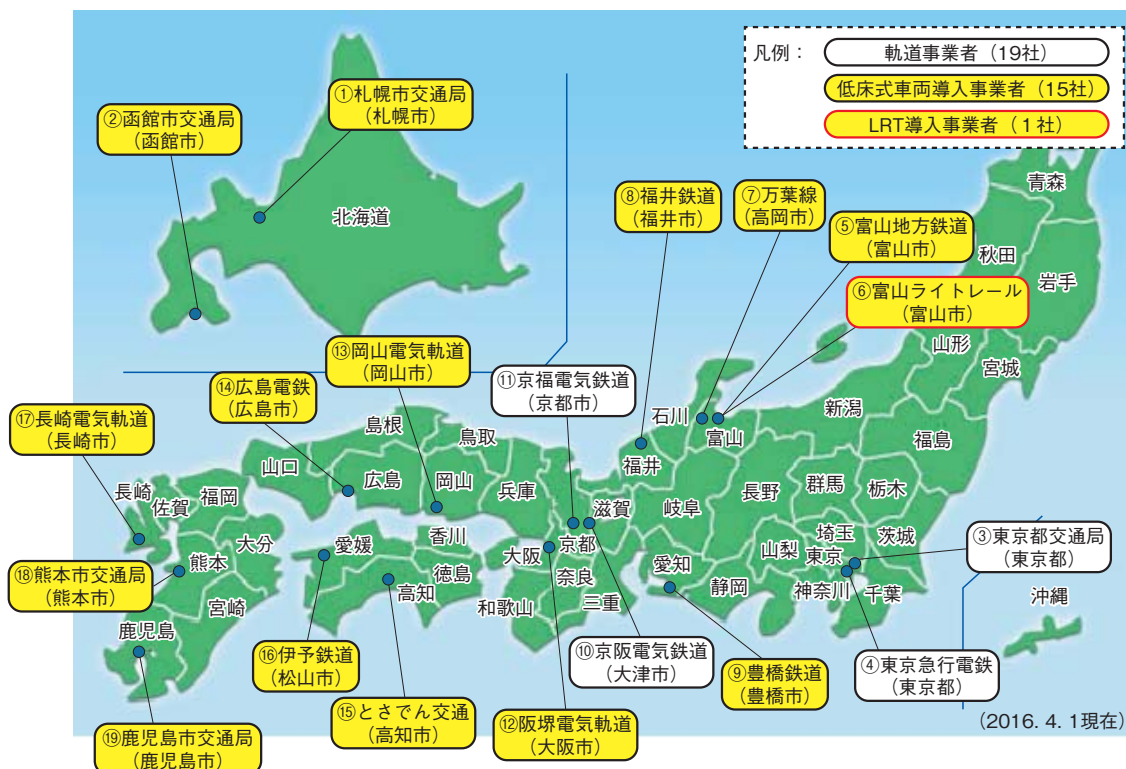 凡例：
軌道事業者（19社）
低床式車両導入事業者（15社）
LRT導入事業者（1社）
①札幌市交通局
（札幌市）
②函館市交通局
（函館市）
北海道
⑧福井鉄道
（福井市）
⑦万葉線
（高岡市）
⑤富山地方鉄道
（富山市）
⑥富山ライトレール
（富山市）
青森
秋田
岩手
山形
宮城
⑬岡山電気軌道
（岡山市）
⑭広島電鉄
（広島市）
⑪京福電気鉄道
（京都市）
⑰長崎電気軌道
（長崎市）
石川
富山
新潟
福島
福井
島根
鳥取
山口
広島
岡山
兵庫
滋賀
岐阜
長野
群馬
栃木
長崎
佐賀
福岡
大分
愛媛
香川
大阪
京都
愛知
山梨
埼玉
東京
茨城
③東京都交通局
（東京都）
⑱熊本市交通局
（熊本市）
熊本
宮崎
鹿児島
高知
徳島
奈良
和歌山
三重
静岡
神奈川
千葉
沖縄
⑯伊予鉄道
（松山市）
⑩京阪電気鉄道
（大津市）
⑨豊橋鉄道
（豊橋市）
④東京急行電鉄
（東京都）
⑲鹿児島市交通局
（鹿児島市）
⑮とさでん交通
（高知市）
⑫阪堺電気軌道
（大阪市）
（2016. 4. 1現在）